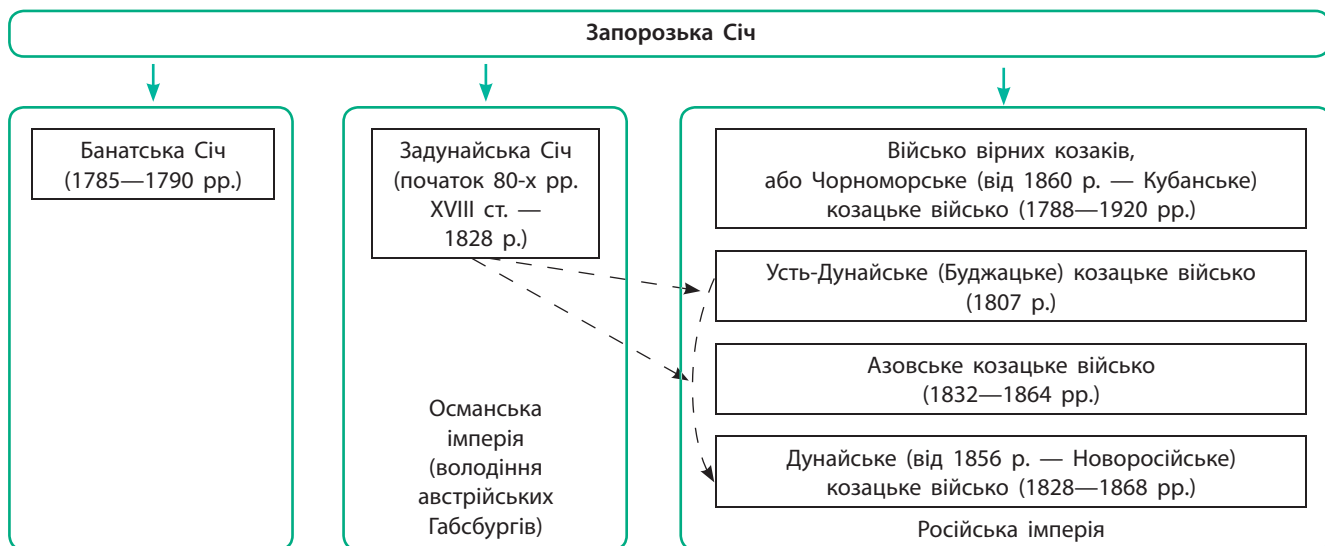 Запорозька Січ
Банатська Січ
(1785—1790 рр.)
Задунайська Січ
(початок 80-х рр.
XVIII ст. —
1828 р.)
Османська
імперія
(володіння
австрійських
Габсбургів)
Військо вірних козаків,
або Чорноморське (від 1860 р. — Кубанське)
козацьке військо (1788—1920 рр.)
Усть-Дунайське (Буджацьке) козацьке військо
(1807 р.)
Азовське козацьке військо
(1832—1864 рр.)
Дунайське (від 1856 р. — Новоросійське)
козацьке військо (1828—1868 рр.)
Російська імперія